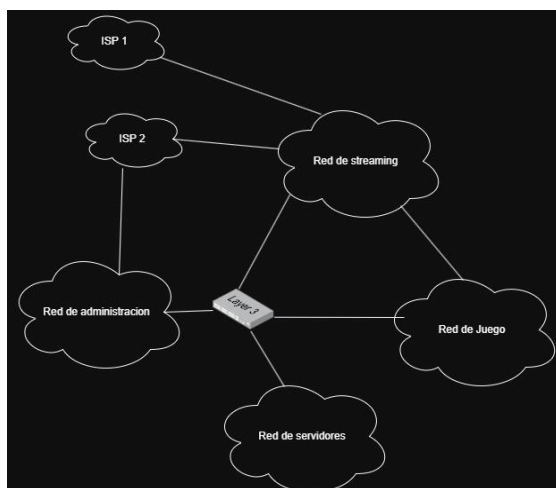 ISP 1
ISP 2
Red de streaming
Layer 3
Red de administracion
Red de Juego
Red de servidores